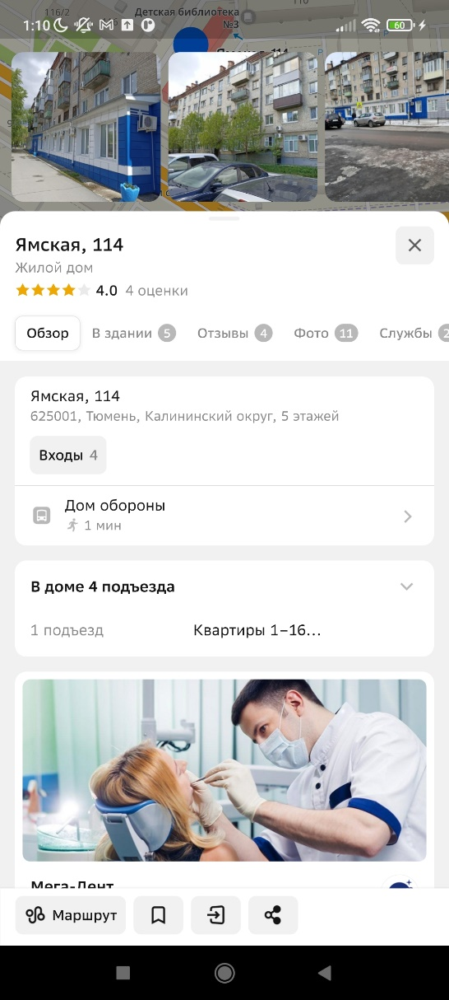 116/2
110
Детская библиотека
№3
1:10
60
Ямская, 114
Жилой дом
4.0 4 оценки
Обзор
В здании 5
Отзывы 4
Фото 11
Службы 2
Ямская, 114
625001, Тюмень, Калининский округ, 5 этажей
Входы 4
Дом обороны
1 мин
В доме 4 подъезда
1 подъезд
Квартиры 1–16...
Мега-Дент
Маршрут